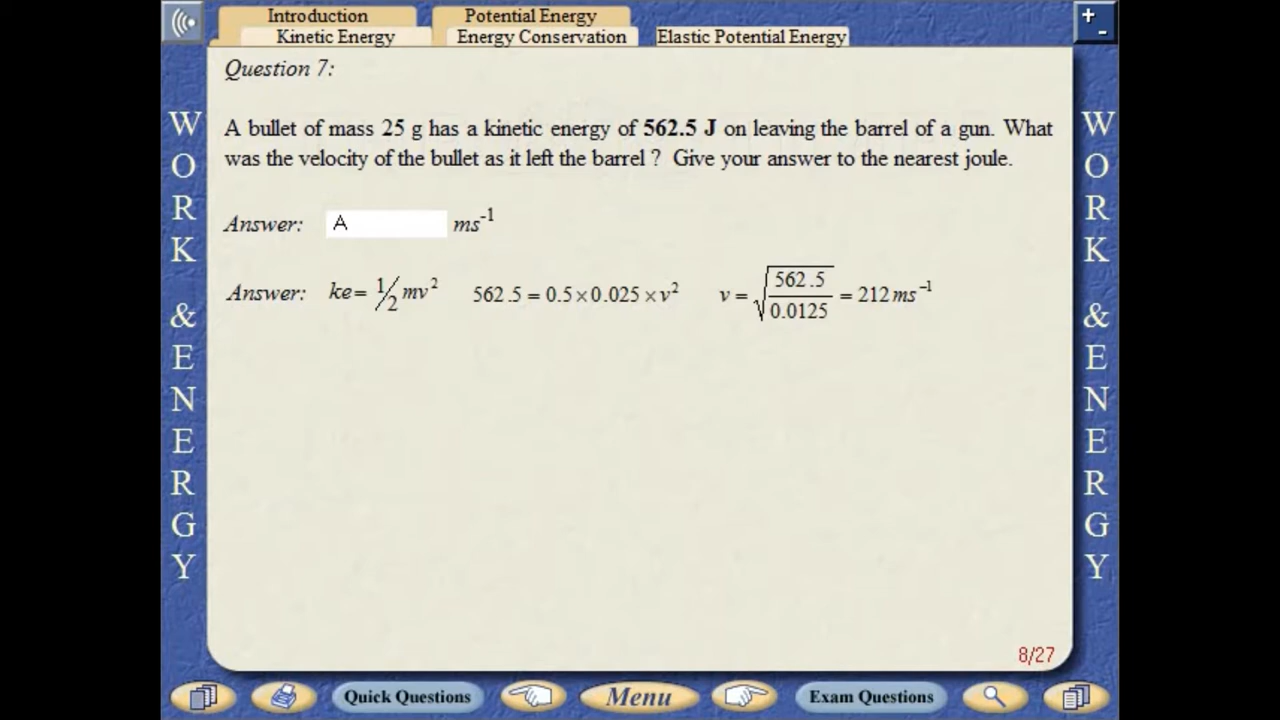 Introduction
Potential Energy
Kinetic Energy
Energy Conservation
Elastic Potential Energy
+
-
Question 7:
A bullet of mass 25 g has a kinetic energy of 562.5 J on leaving the barrel of a gun. What
was the velocity of the bullet as it left the barrel ? Give your answer to the nearest joule.
Answer: A ms⁻¹
Answer: ke = ½ mv² 562.5 = 0.5 × 0.025 × v² v = √(562.5/0.0125) = 212 ms⁻¹
WORK & ENERGY
WORK & ENERGY
8/27
Quick Questions
Menu
Exam Questions